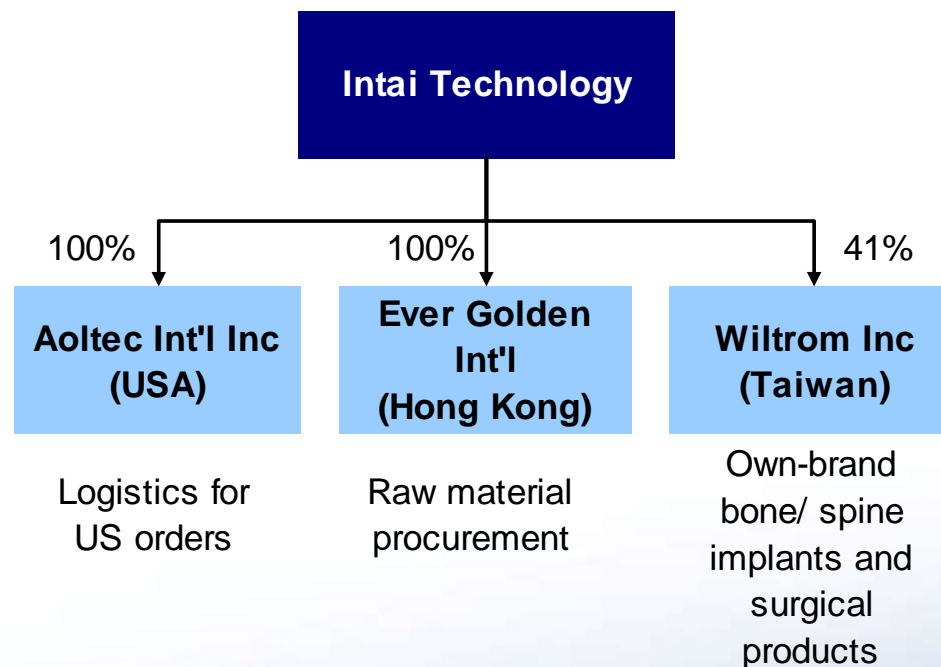 Intai Technology
100%
100%
41%
Aoltec Int'l Inc
(USA)
Ever Golden
Int'l
(Hong Kong)
Wiltrom Inc
(Taiwan)
Logistics for
US orders
Raw material
procurement
Own-brand
bone/ spine
implants and
surgical
products